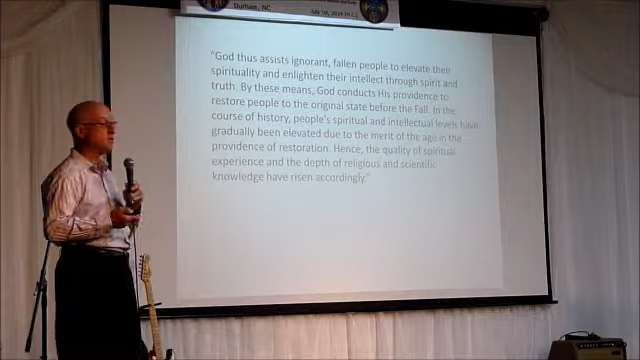 Durham, NC
July
"God thus assists ignorant, fallen people to elevate their
spirituality and enlighten their intellect through spirit and
truth. By these means, God conducts His providence to
restore people to the original state before the Fall. In the
course of history, people's spiritual and intellectual levels have
gradually been elevated due to the merit of the age in the
providence of restoration. Hence, the quality of spiritual
experience and the depth of religious and scientific
knowledge have risen accordingly."